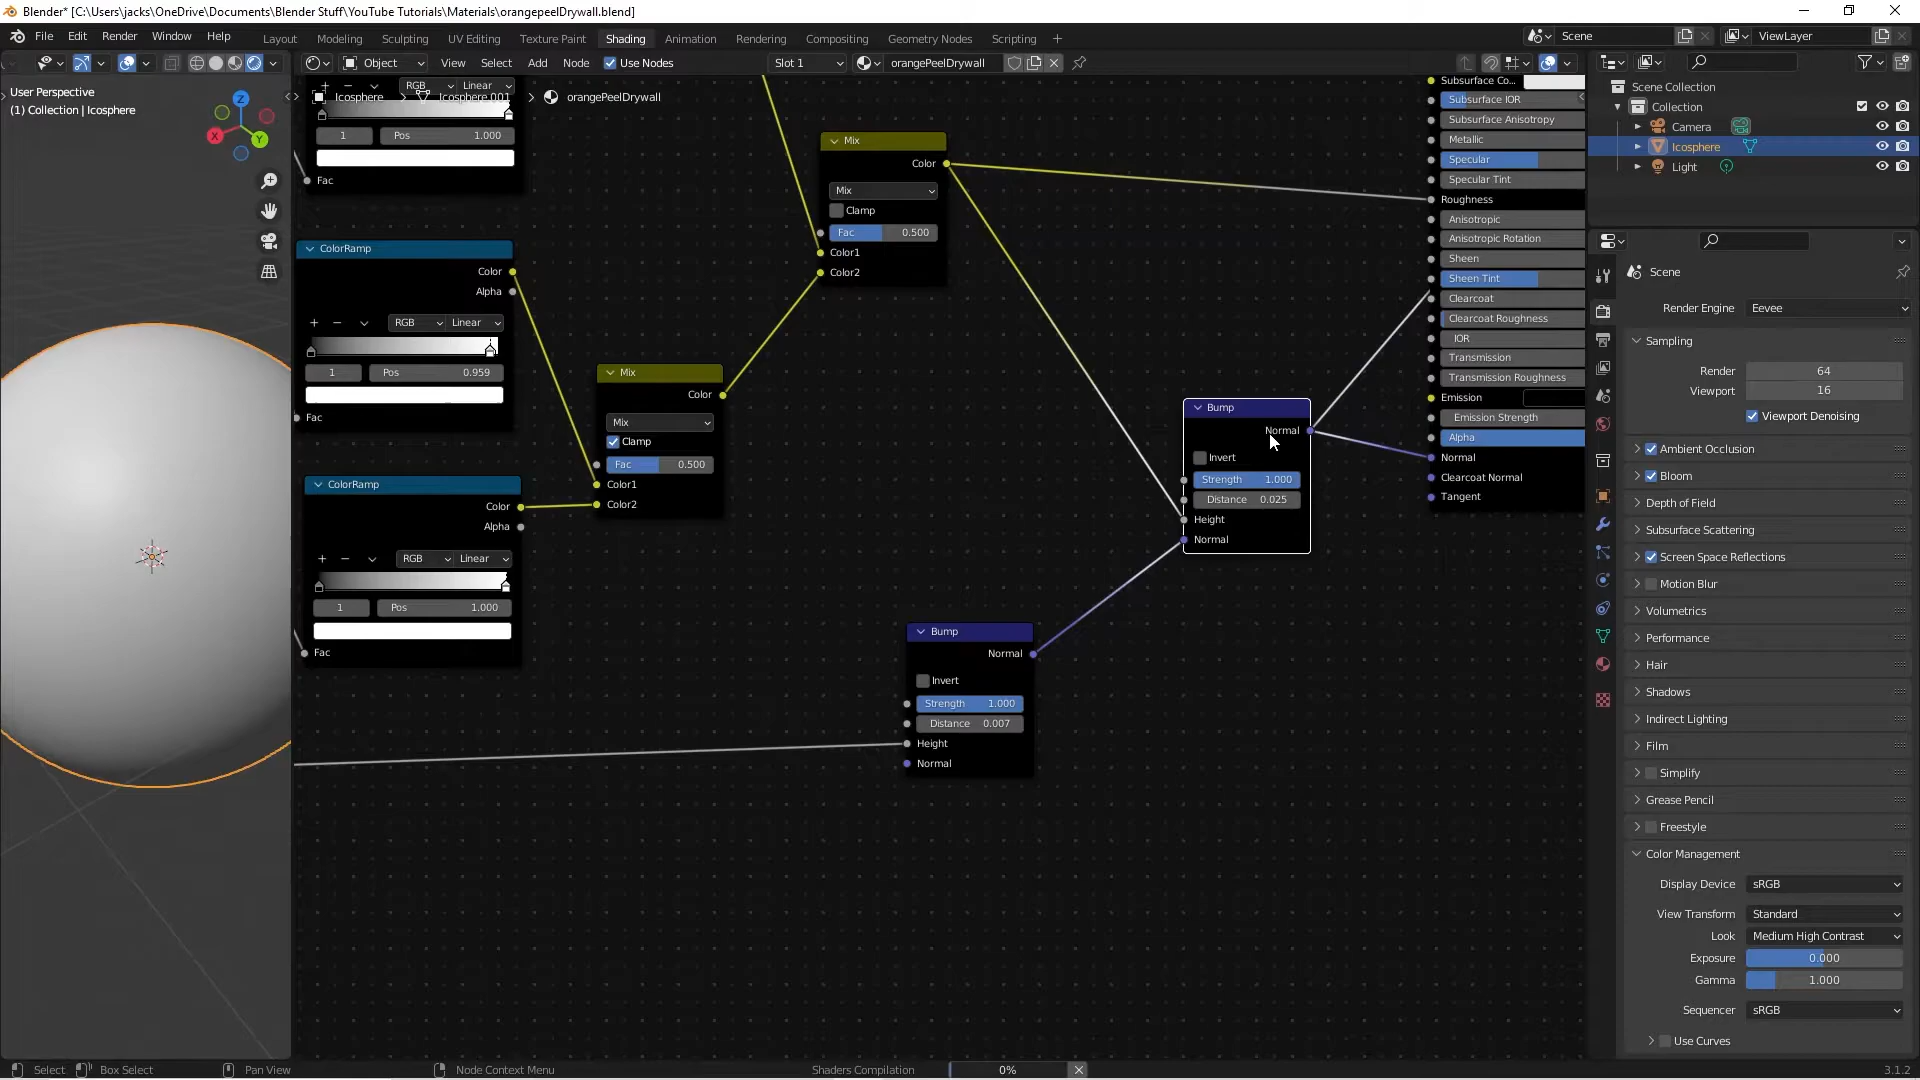 Blender* [C:\Users\jacks\OneDrive\Documents\Blender Stuff\YouTube Tutorials\Materials\orangepeelDrywall.blend]
File Edit Render Window Help Layout Modeling Sculpting UV Editing Texture Paint Shading Animation Rendering Compositing Geometry Nodes Scripting + Scene ViewLayer
Object View Select Add Node Use Nodes Slot 1 orangePeelDrywall
User Perspective
(1) Collection | Icosphere
X
Y
Z
RGB Linear
Icosphere > Icosphere.001 > orangePeelDrywall
1 Pos 1.000
Fac
ColorRamp
Color
Alpha
RGB Linear
1 Pos 0.959
Fac
ColorRamp
Color
Alpha
RGB Linear
1 Pos 1.000
Fac
Mix
Color
Mix
Clamp
Fac 0.500
Color1
Color2
Mix
Color
Mix
Clamp
Fac 0.500
Color1
Color2
Bump
Normal
Invert
Strength 1.000
Distance 0.007
Height
Normal
Bump
Normal
Invert
Strength 1.000
Distance 0.025
Height
Normal
Subsurface Co...
Subsurface IOR
Subsurface Anisotropy
Metallic
Specular
Specular Tint
Roughness
Anisotropic
Anisotropic Rotation
Sheen
Sheen Tint
Clearcoat
Clearcoat Roughness
IOR
Transmission
Transmission Roughness
Emission
Emission Strength
Alpha
Normal
Clearcoat Normal
Tangent
Scene Collection
Collection
Camera
Icosphere
Light
Scene
Render Engine Eevee
Sampling
Render 64
Viewport 16
Viewport Denoising
Ambient Occlusion
Bloom
Depth of Field
Subsurface Scattering
Screen Space Reflections
Motion Blur
Volumetrics
Performance
Hair
Shadows
Indirect Lighting
Film
Simplify
Grease Pencil
Freestyle
Color Management
Display Device sRGB
View Transform Standard
Look Medium High Contrast
Exposure 0.000
Gamma 1.000
Sequencer sRGB
Use Curves
Select Box Select Pan View Node Context Menu Shaders Compilation 0% 3.1.2